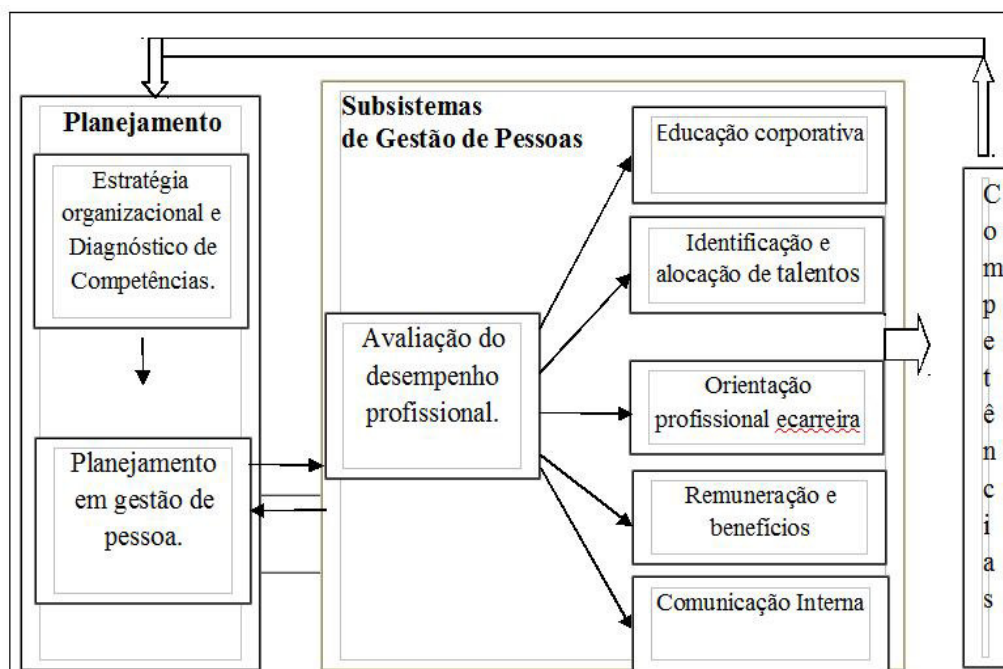 Planejamento
Estratégia
organizacional e
Diagnóstico de
Competências.
Planejamento
em gestão de
pessoa.
Subsistemas
de Gestão de Pessoas
Avaliação do
desempenho
profissional.
Educação corporativa
Identificação e
alocação de talentos
Orientação
profissional ecarreira
Remuneração e
benefícios
Comunicação Interna
C
o
m
p
e
t
ê
n
c
i
a
s